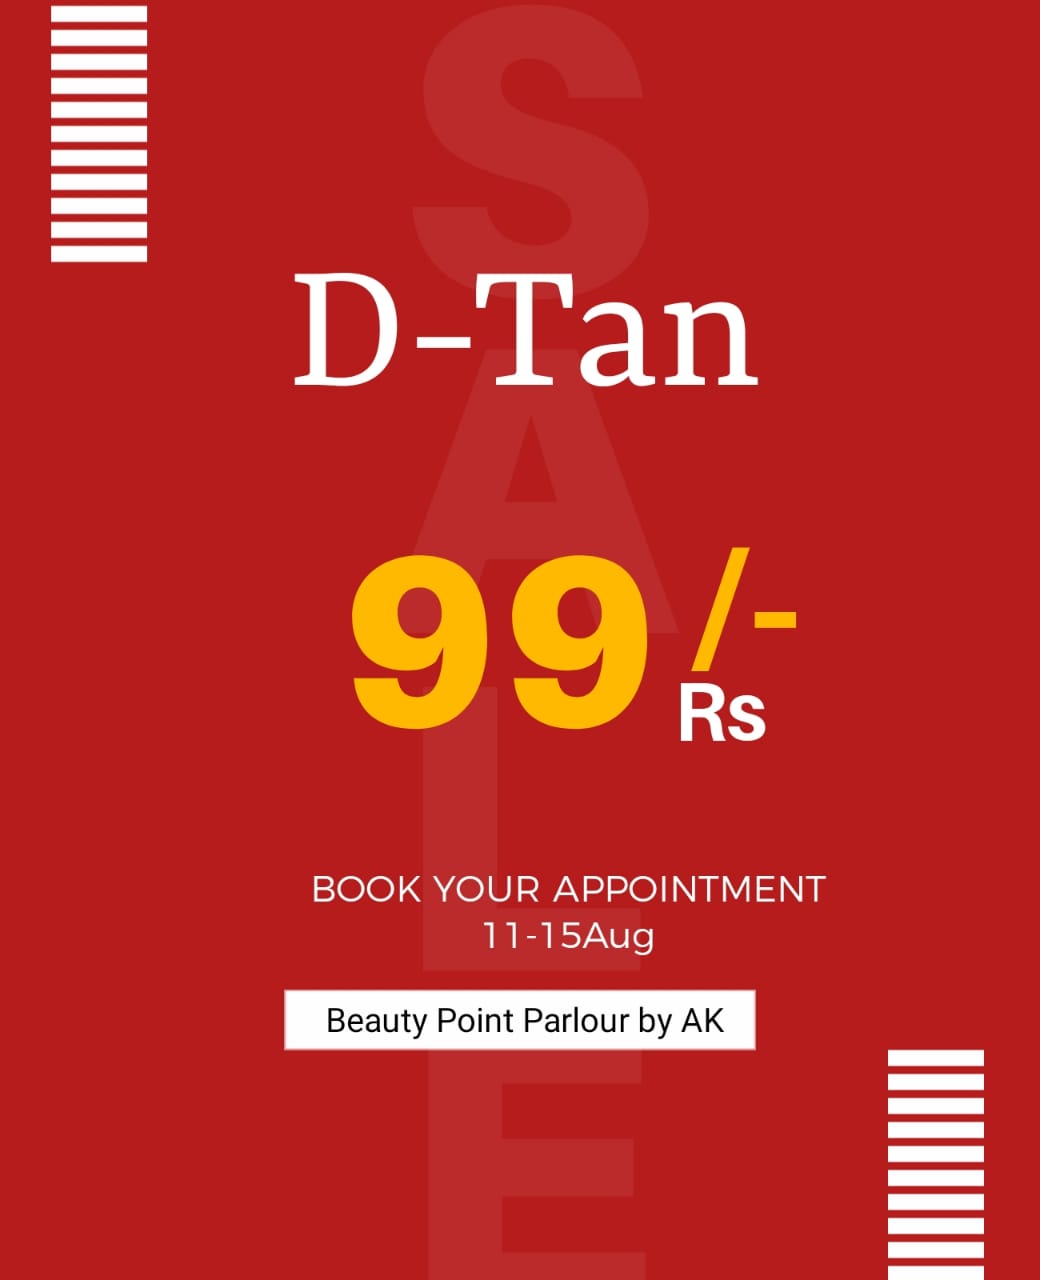 SALE
D-Tan
99/-
Rs
BOOK YOUR APPOINTMENT
11-15Aug
Beauty Point Parlour by AK